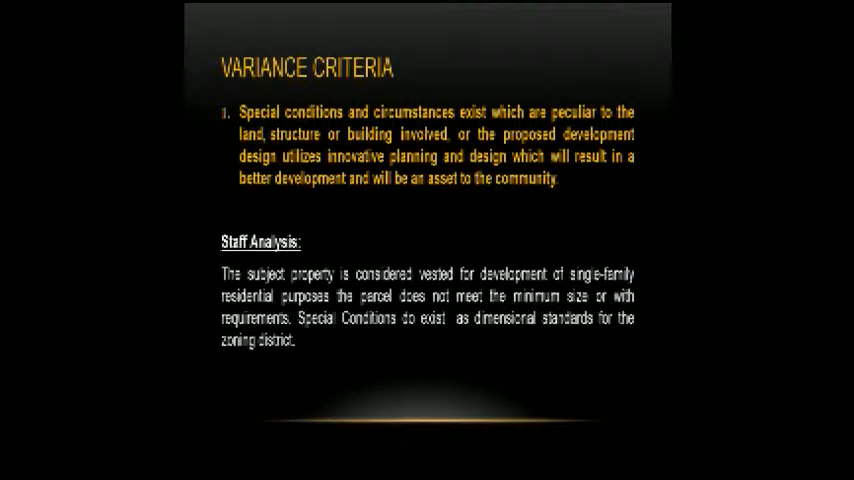 VARIANCE CRITERIA
1. Special conditions and circumstances exist which are peculiar to the
land, structure or building involved, or the proposed development
design utilizes innovative planning and design which will result in a
better development and will be an asset to the community.
Staff Analysis:
The subject property is considered vested for development of single-family
residential purposes the parcel does not meet the minimum size or with
requirements. Special Conditions do exist as dimensional standards for the
zoning district.